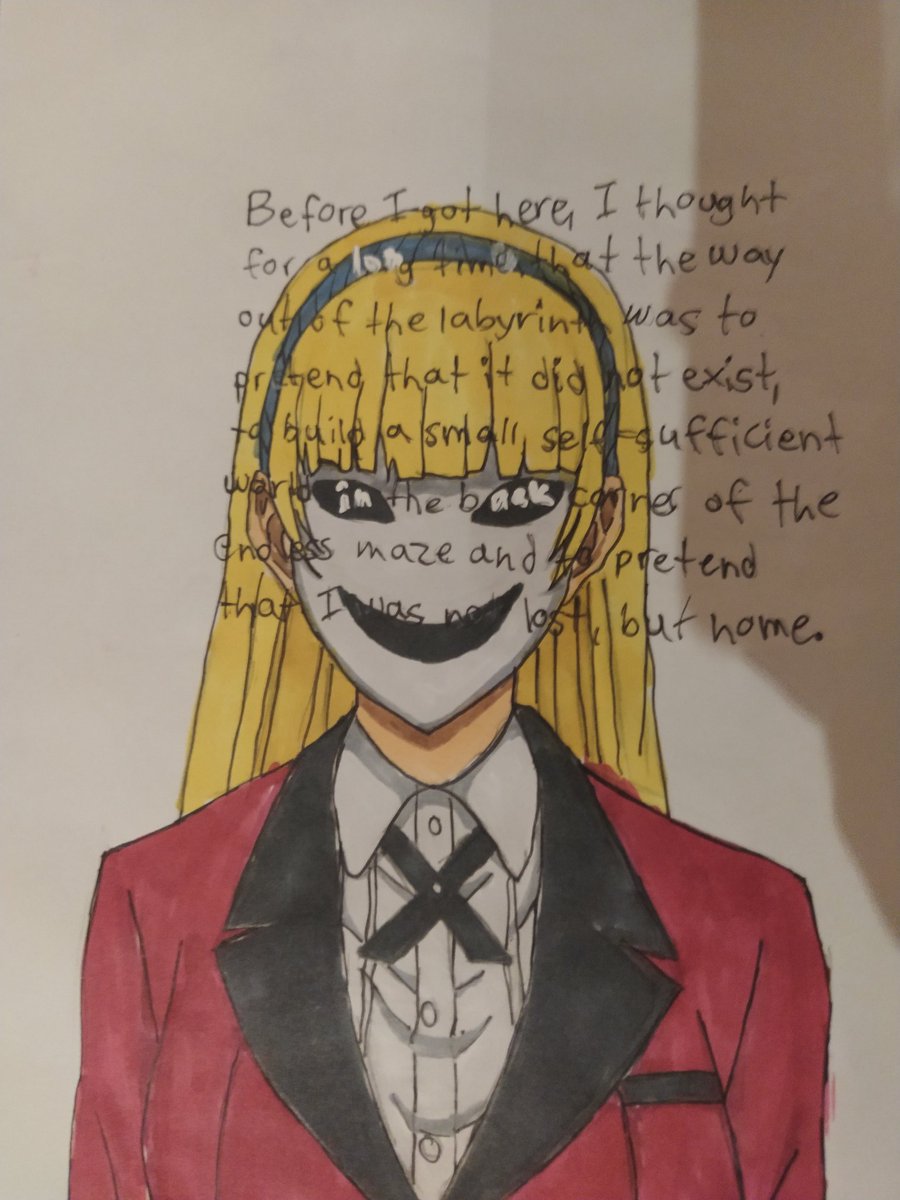 Before I got here, I thought
for a long time that the way
out of the labyrinth was to
pretend that it did not exist,
to build a small, self-sufficient
world in the back corner of the
endless maze and to pretend
that I was not lost, but home.